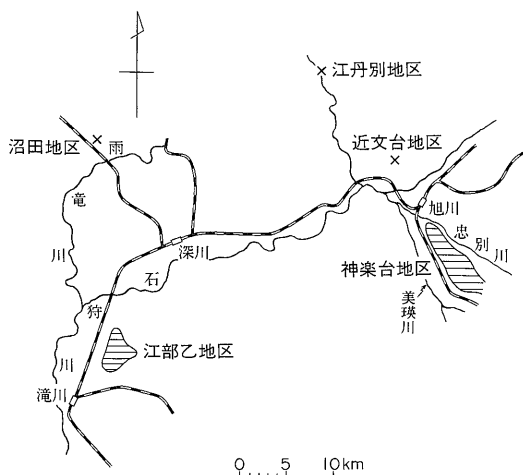 江丹別地区
沼田地区
雨
竜
川
近文台地区
旭川
忠
別
川
神楽台地区
美瑛川
深川
石
狩
川
江部乙地区
滝川
0 5 10km